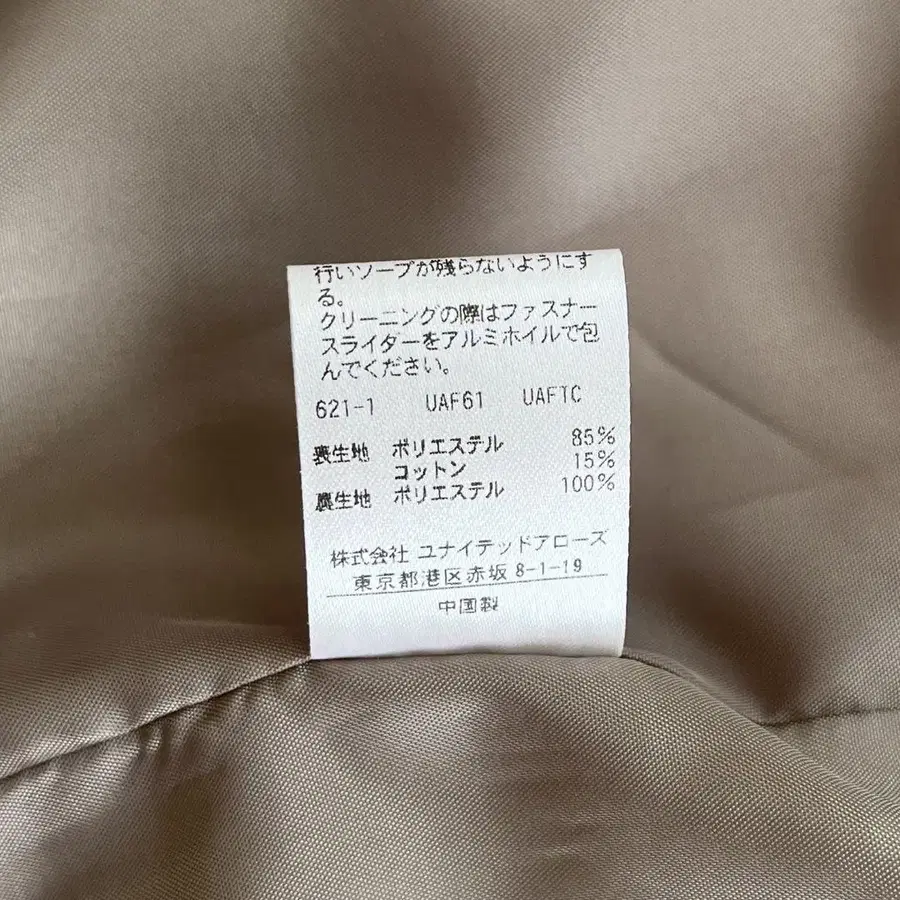 行いソープが残らないようにす
る。
クリーニングの際はファスナー
スライダーをアルミホイルで包
んでください。
621-1 UAF61 UAFTC
表生地 ポリエステル 85%
コットン 15%
裏生地 ポリエステル 100%
株式会社 ユナイテッドアローズ
東京都港区赤坂 8-1-19
中国製